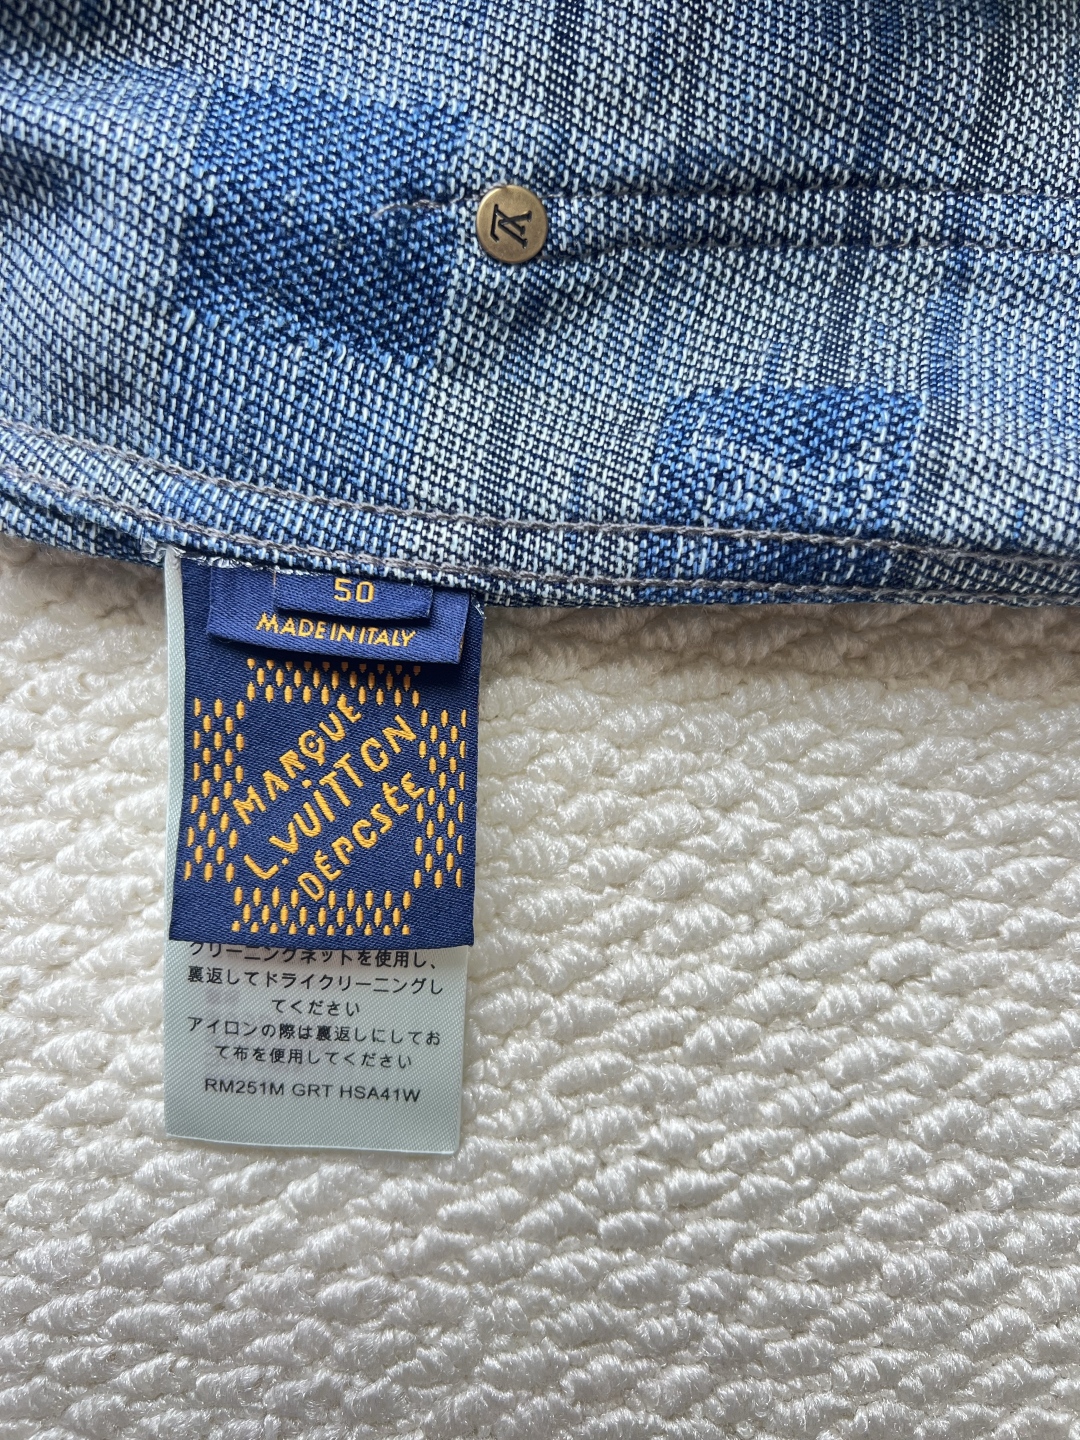 LV
50
MADE IN ITALY
MARQUE
L.VUITTON
DÉPOSÉE
クリーニングネットを使用し、
裏返してドライクリーニングし
てください
アイロンの際は裏返しにしてお
て布を使用してください
RM251M GRT HSA41W